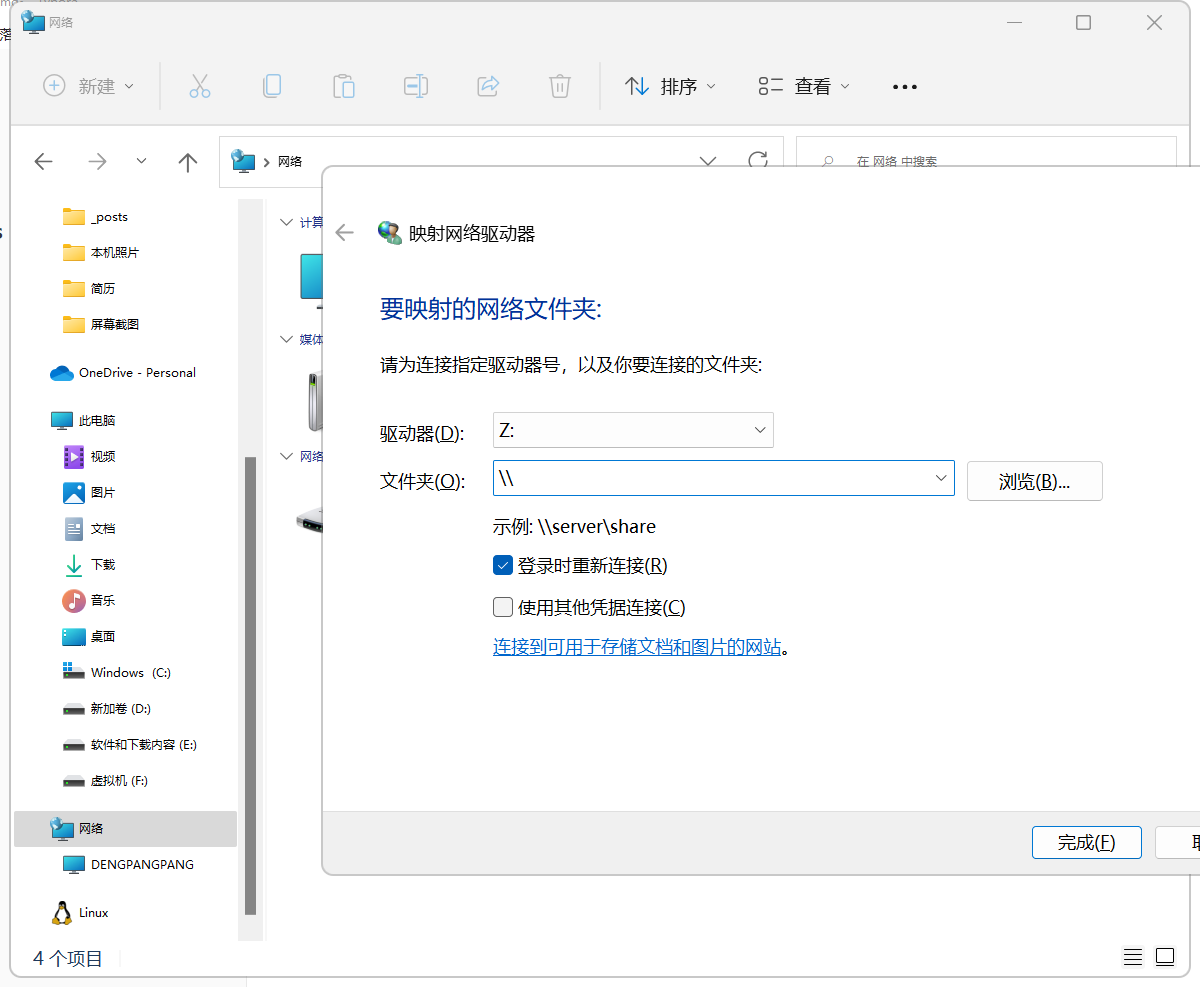 网络
新建
排序
查看
网络
在 网络 中搜索
_posts
本机照片
简历
屏幕截图
OneDrive - Personal
此电脑
视频
图片
文档
下载
音乐
桌面
Windows (C:)
新加卷 (D:)
软件和下载内容 (E:)
虚拟机 (F:)
网络
DENGPANGPANG
Linux
计算
媒体
网络
映射网络驱动器
要映射的网络文件夹:
请为连接指定驱动器号，以及你要连接的文件夹:
驱动器(D):
Z:
文件夹(O):
\\
浏览(B)...
示例: \\server\share
登录时重新连接(R)
使用其他凭据连接(C)
连接到可用于存储文档和图片的网站。
完成(F)
4 个项目